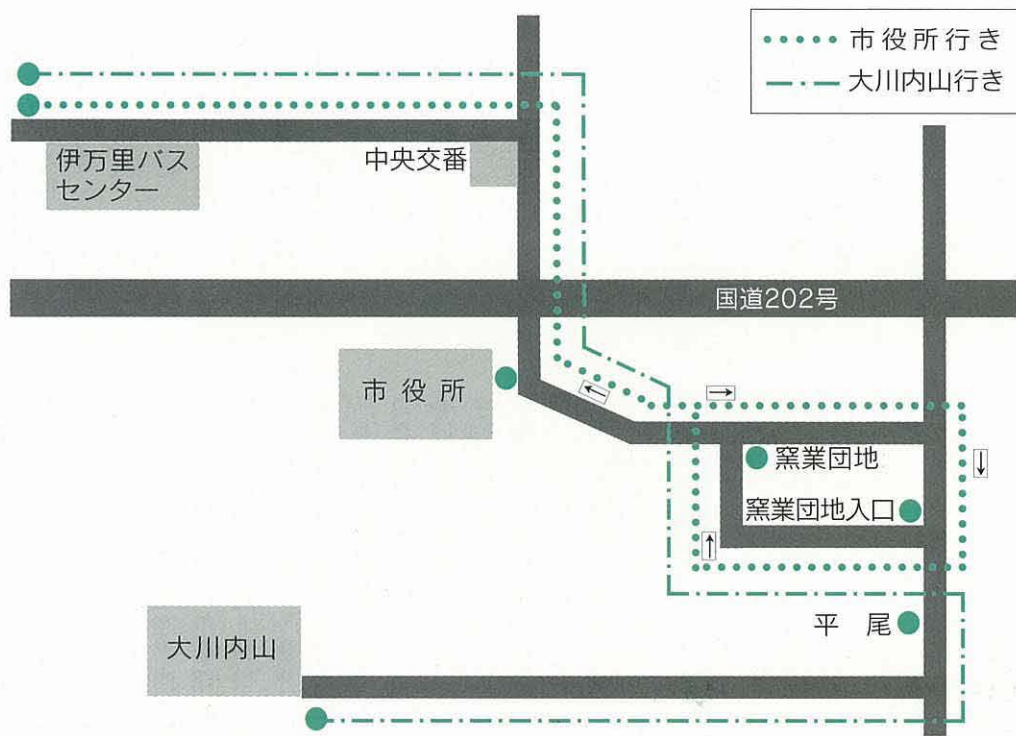 市役所行き
大川内山行き
伊万里バス
センター
中央交番
国道202号
市役所
窯業団地
窯業団地入口
平尾
大川内山